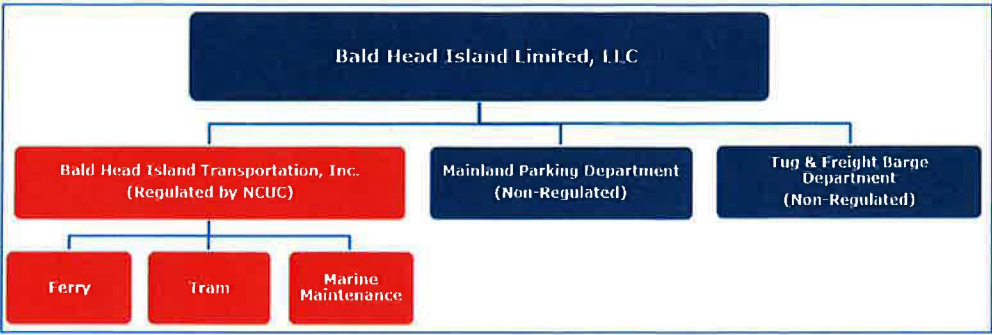 Bald Head Island Limited, LLC
Bald Head Island Transportation, Inc.
(Regulated by NCUC)
Mainland Parking Department
(Non-Regulated)
Tug & Freight Barge
Department
(Non-Regulated)
Ferry
Tram
Marine
Maintenance